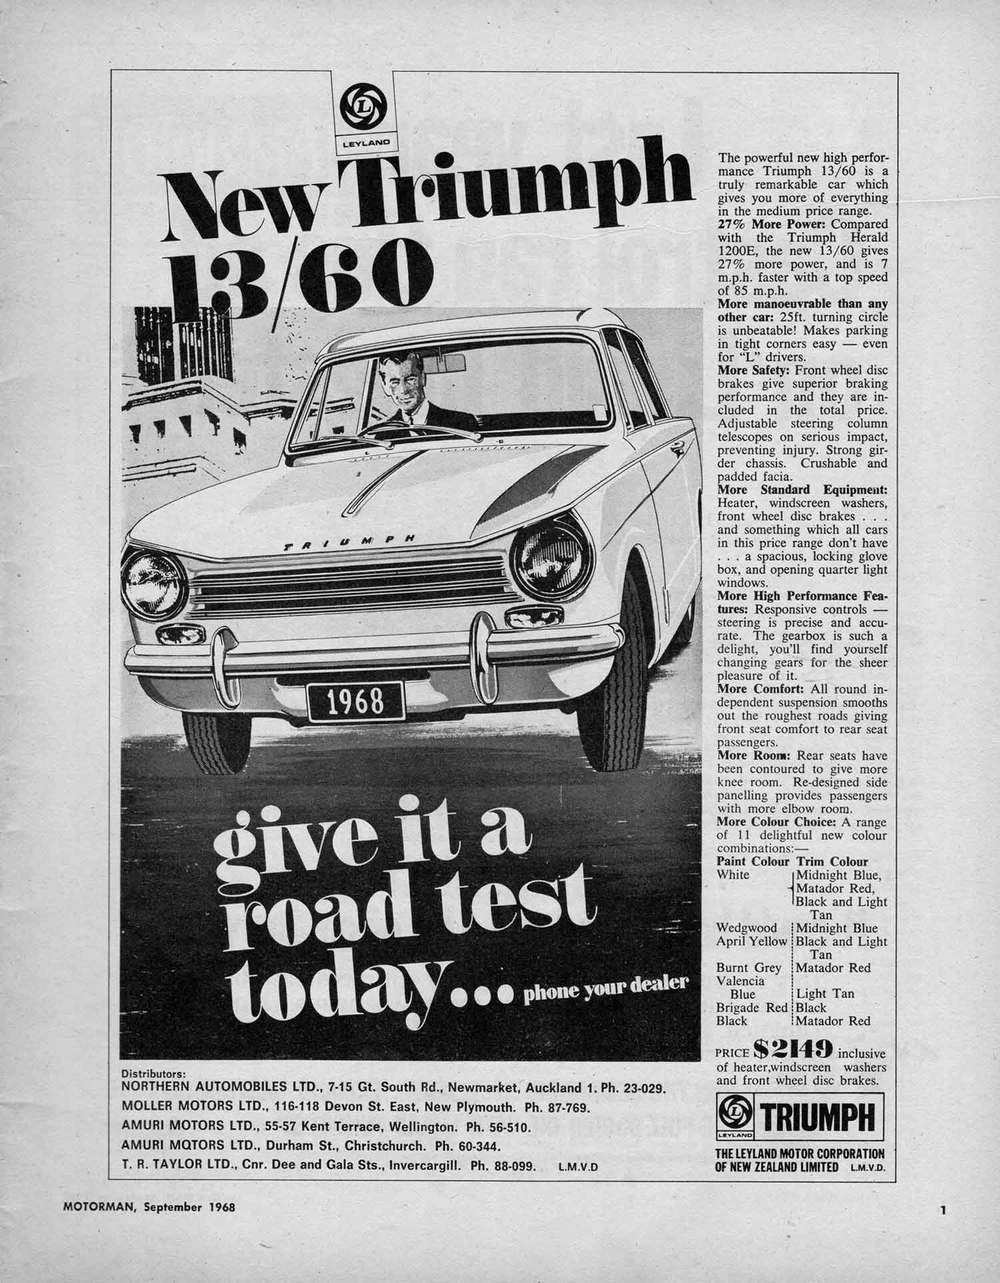 LEYLAND
New Triumph
13/60
TRIUMPH
1968
give it a
road test
today... phone your dealer
The powerful new high perfor-
mance Triumph 13/60 is a
truly remarkable car which
gives you more of everything
in the medium price range.
27% More Power: Compared
with the Triumph Herald
1200E, the new 13/60 gives
27% more power, and is 7
m.p.h. faster with a top speed
of 85 m.p.h.
More manoeuvrable than any
other car: 25ft. turning circle
is unbeatable! Makes parking
in tight corners easy — even
for "L" drivers.
More Safety: Front wheel disc
brakes give superior braking
performance and they are in-
cluded in the total price.
Adjustable steering column
telescopes on serious impact,
preventing injury. Strong gir-
der chassis. Crushable and
padded facia.
More Standard Equipment:
Heater, windscreen washers,
front wheel disc brakes . . .
and something which all cars
in this price range don't have
. . . a spacious, locking glove
box, and opening quarter light
windows.
More High Performance Fea-
tures: Responsive controls —
steering is precise and accu-
rate. The gearbox is such a
delight, you'll find yourself
changing gears for the sheer
pleasure of it.
More Comfort: All round in-
dependent suspension smooths
out the roughest roads giving
front seat comfort to rear seat
passengers.
More Room: Rear seats have
been contoured to give more
knee room. Re-designed side
panelling provides passengers
with more elbow room.
More Colour Choice: A range
of 11 delightful new colour
combinations:—
Paint Colour Trim Colour
White Midnight Blue,
Matador Red,
Black and Light
Tan
Wedgwood Midnight Blue
April Yellow Black and Light
Tan
Burnt Grey Matador Red
Valencia
Blue Light Tan
Brigade Red Black
Black Matador Red
PRICE $2149 inclusive
of heater,windscreen washers
and front wheel disc brakes.
L
LEYLAND
TRIUMPH
THE LEYLAND MOTOR CORPORATION
OF NEW ZEALAND LIMITED L.M.V.D.
Distributors:
NORTHERN AUTOMOBILES LTD., 7-15 Gt. South Rd., Newmarket, Auckland 1. Ph. 23-029.
MOLLER MOTORS LTD., 116-118 Devon St. East, New Plymouth. Ph. 87-769.
AMURI MOTORS LTD., 55-57 Kent Terrace, Wellington. Ph. 56-510.
AMURI MOTORS LTD., Durham St., Christchurch. Ph. 60-344.
T. R. TAYLOR LTD., Cnr. Dee and Gala Sts., Invercargill. Ph. 88-099. L.M.V.D
MOTORMAN, September 1968
1